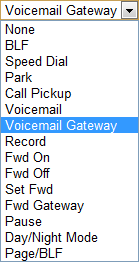 Voicemail Gateway
None
BLF
Speed Dial
Park
Call Pickup
Voicemail
Voicemail Gateway
Record
Fwd On
Fwd Off
Set Fwd
Fwd Gateway
Pause
Day/Night Mode
Page/BLF